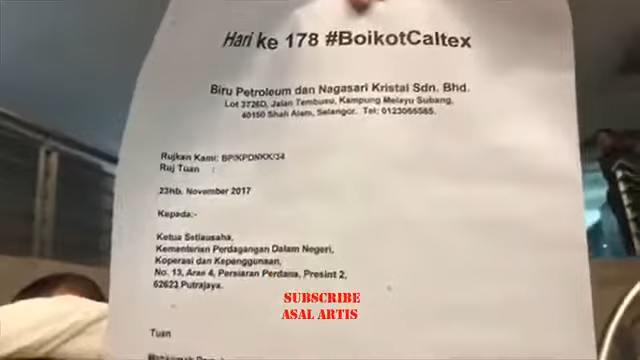 Hari ke 178 #BoikotCaltex
Biru Petroleum dan Nagasari Kristal Sdn. Bhd.
Lot 3726D, Jalan Tembusu, Kampung Melayu Subang,
40150 Shah Alam, Selangor. Tel:
Rujkan Kami: BP/KPDNKK/34
Ruj Tuan :
23hb. November 2017
Kepada:-
Ketua Setiausaha,
Kementerian Perdagangan Dalam Negeri,
Koperasi dan Kepenggunaan,
No. 13, Aras 4, Persiaran Perdana, Presint 2,
62623 Putrajaya.
SUBSCRIBE
ASAL ARTIS
Tuan